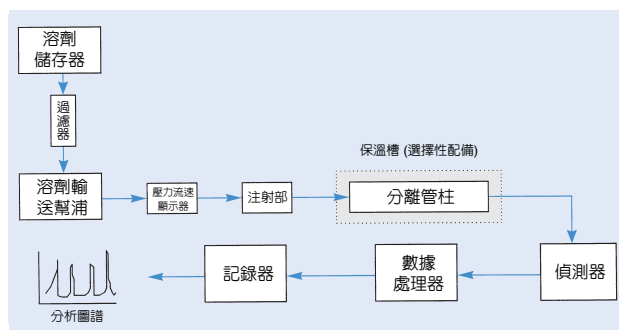 溶劑
儲存器
過濾器
溶劑輸
送幫浦
壓力流速
顯示器
注射部
保溫槽 (選擇性配備)
分離管柱
偵測器
數據
處理器
記錄器
分析圖譜